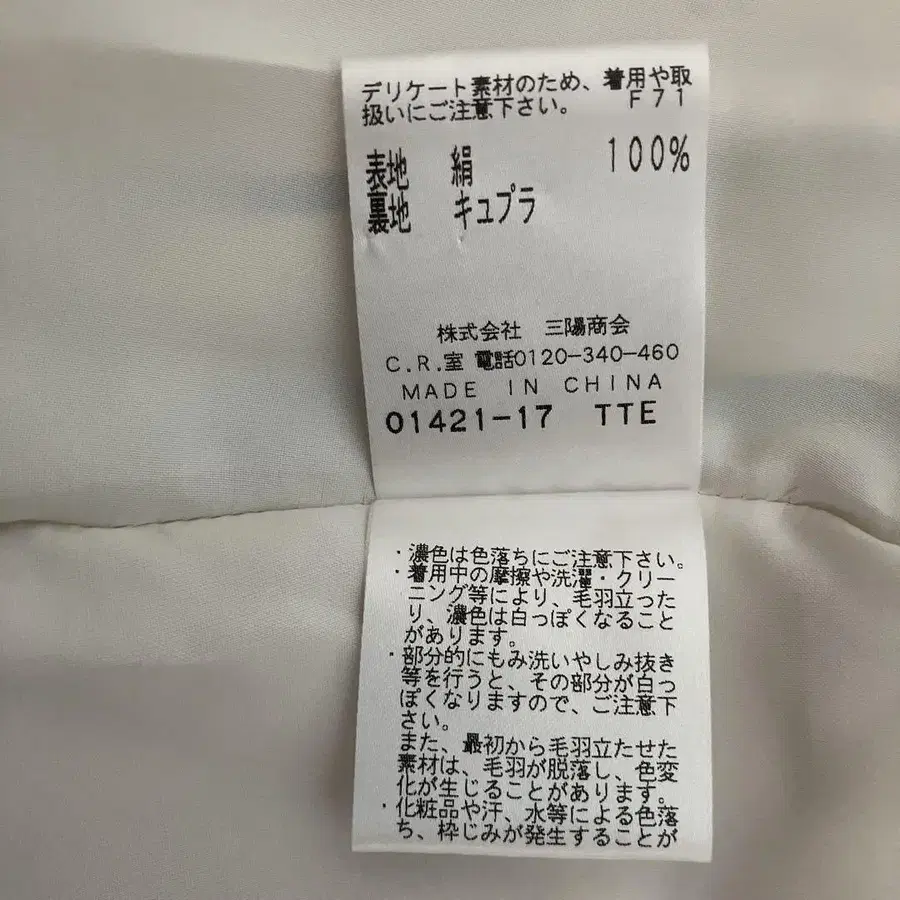 デリケート素材のため、着用や取
扱いにご注意下さい。 F71
表地 絹 100%
裏地 キュプラ
株式会社 三陽商会
C.R.室 電話0120-340-460
MADE IN CHINA
01421-17 TTE
・濃色は色落ちにご注意下さい。
・着用中の摩擦や洗濯・クリー
ニング等により、毛羽立った
り、濃色は白っぽくなること
があります。
・部分的にもみ洗いやしみ抜き
等を行うと、その部分が白っ
ぽくなりますので、ご注意下
さい。
また、最初から毛羽立たせた
素材は、毛羽が脱落し、色変
化が生じることがあります。
・化粧品や汗、水等による色落
ち、枠じみが発生することが